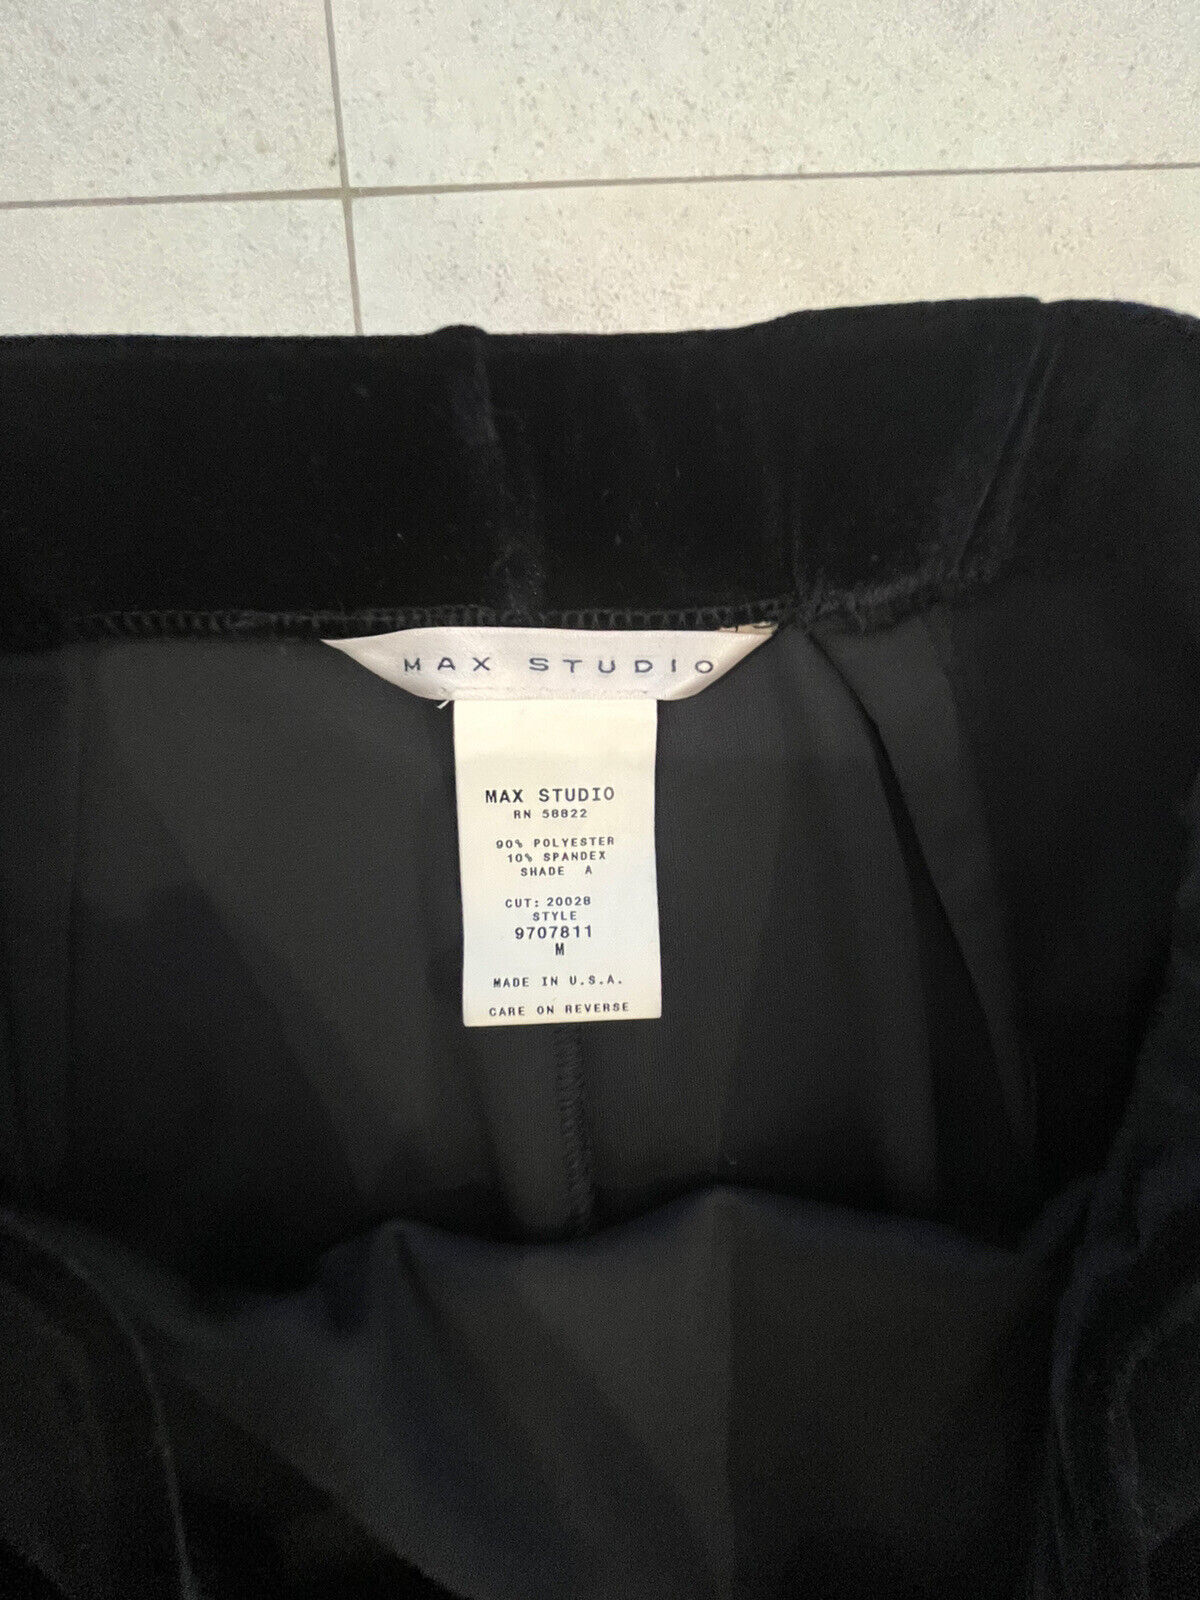 MAX STUDIO
MAX STUDIO
RN 58822
90% POLYESTER
10% SPANDEX
SHADE A
CUT: 20028
STYLE
9707811
M
MADE IN U.S.A.
CARE ON REVERSE